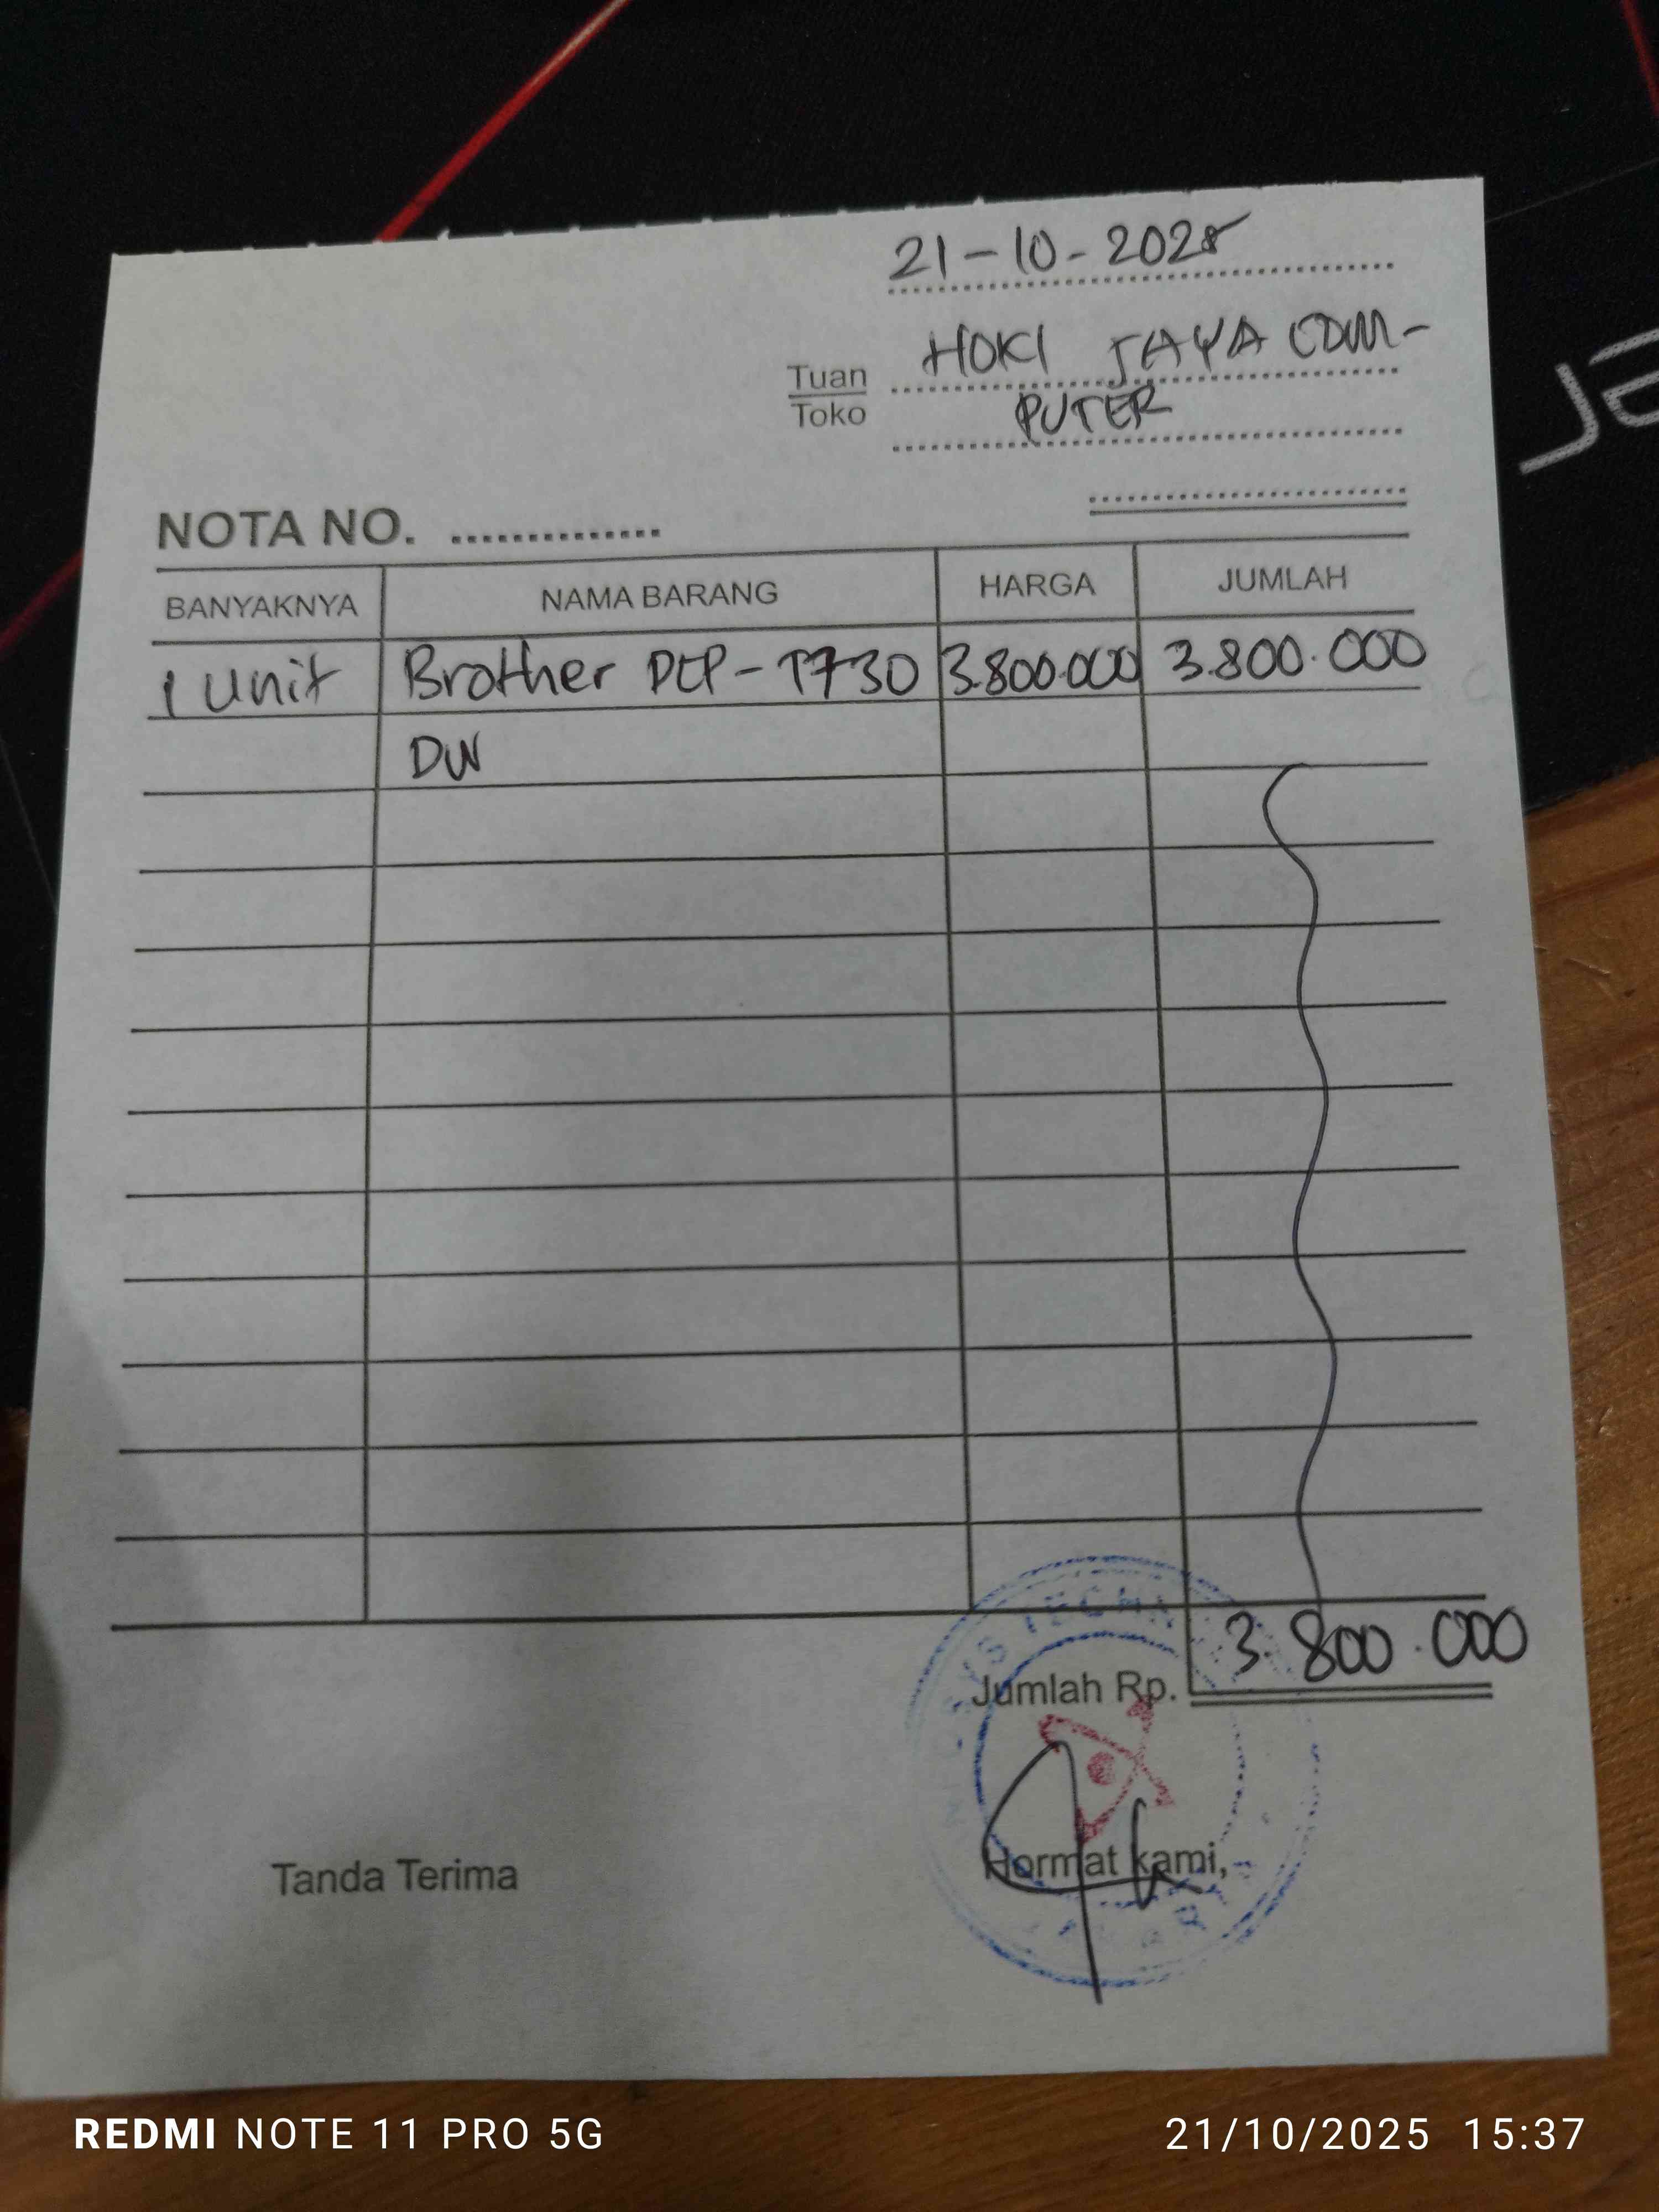 21-10-2025
HOKI JAYA COM-
Tuan
Toko
PUTER
NOTA NO.
BANYAKNYA NAMA BARANG HARGA JUMLAH
1 Unit Brother DCP-T730 3.800.000 3.800.000
DW
Jumlah Rp. 3.800.000
Tanda Terima Hormat kami,
REDMI NOTE 11 PRO 5G 21/10/2025 15:37